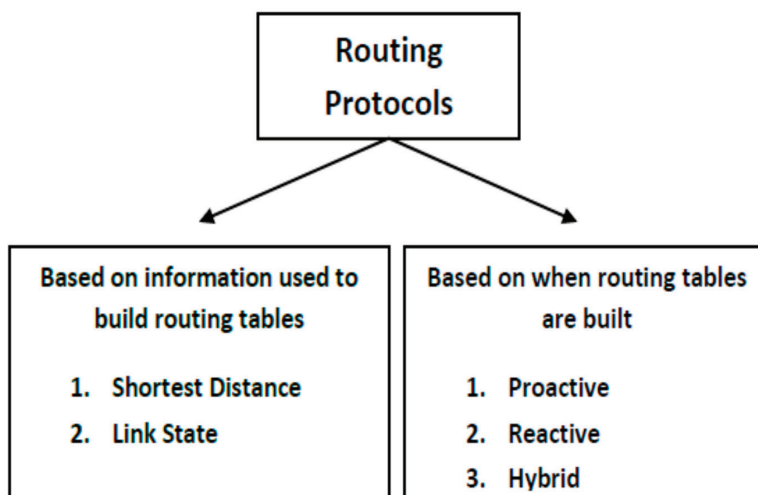 Routing
Protocols
Based on information used to
build routing tables
1. Shortest Distance
2. Link State
Based on when routing tables
are built
1. Proactive
2. Reactive
3. Hybrid